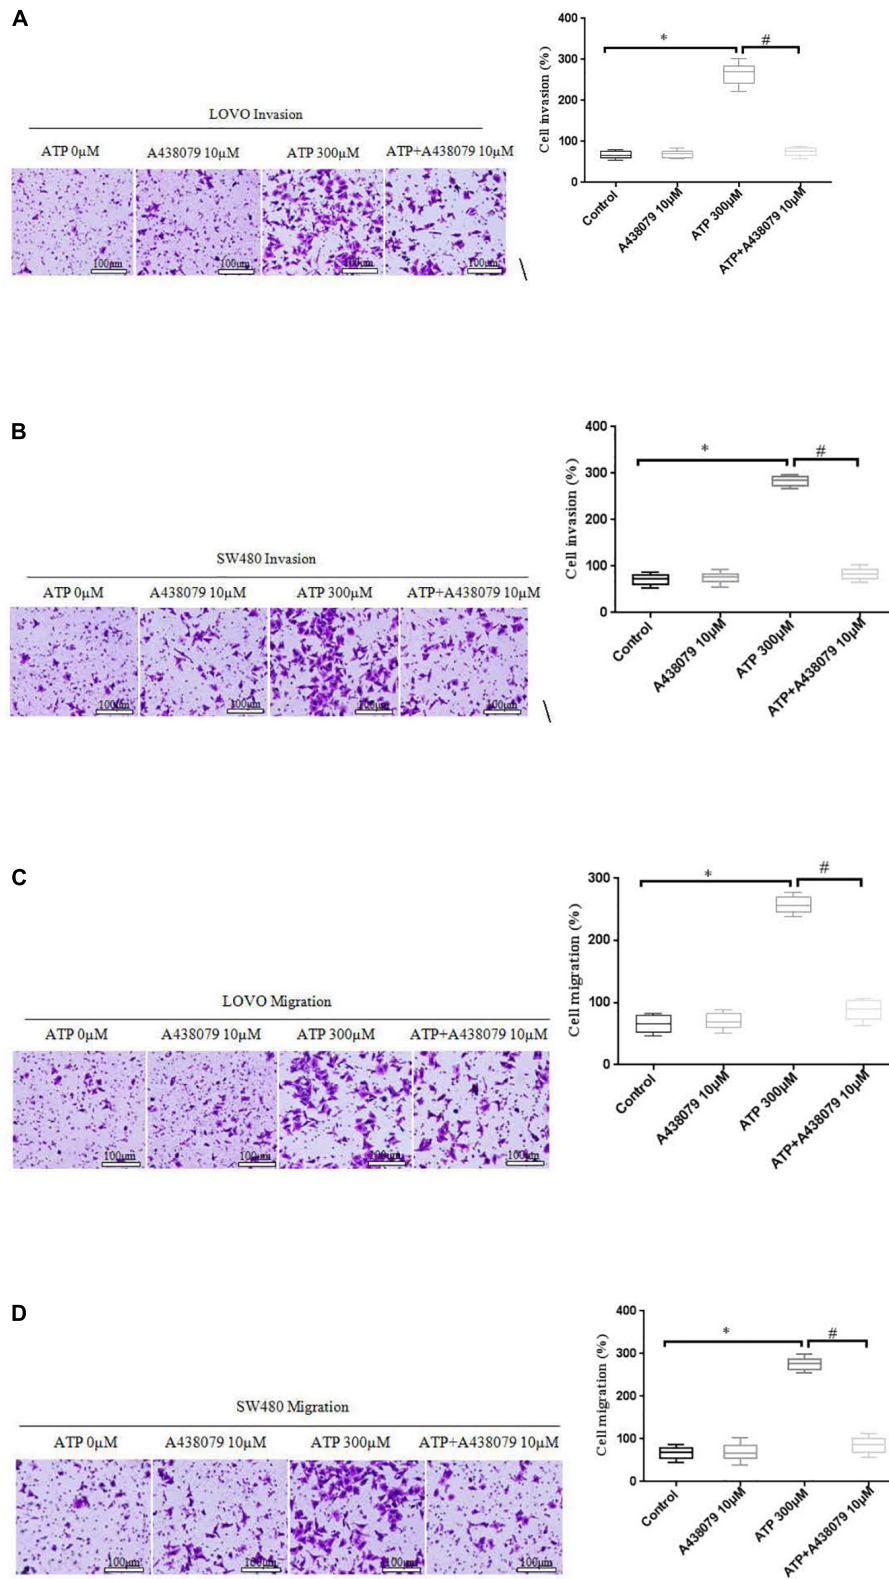 A
LOVO Invasion
ATP 0μM A438079 10μM ATP 300μM ATP+A438079 10μM
100μm 100μm 100μm 100μm
\
Cell invasion (%)
400
300
200
100
0
* #
Control A438079 10μM ATP 300μM ATP+A438079 10μM
B
SW480 Invasion
ATP 0μM A438079 10μM ATP 300μM ATP+A438079 10μM
100μm 100μm 100μm 100μm
\
Cell invasion (%)
400
300
200
100
0
* #
Control A438079 10μM ATP 300μM ATP+A438079 10μM
C
LOVO Migration
ATP 0μM A438079 10μM ATP 300μM ATP+A438079 10μM
100μm 100μm 100μm 100μm
Cell migration (%)
300
200
100
0
* #
Control A438079 10μM ATP 300μM ATP+A438079 10μM
D
SW480 Migration
ATP 0μM A438079 10μM ATP 300μM ATP+A438079 10μM
100μm 100μm 100μm 100μm
Cell migration (%)
400
300
200
100
0
* #
Control A438079 10μM ATP 300μM ATP+A438079 10μM